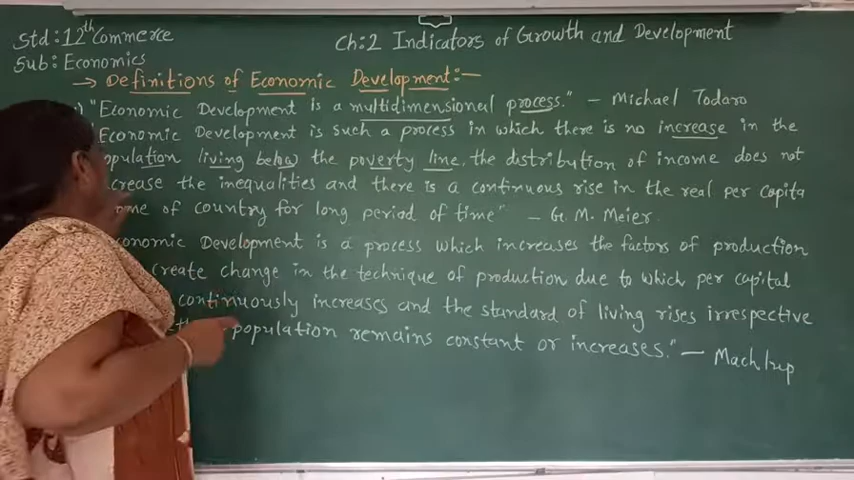 Std: 12th Commerce
Ch:2 Indicators of Growth and Development
Sub: Economics
→ Definitions of Economic Development:-
"Economic Development is a multidimensional process." - Michael Todaro
Economic Development is such a process in which there is no increase in the
population living below the poverty line, the distribution of income does not
crease the inequalities and there is a continuous rise in the real per capita
ome of country for long period of time" - G. M. Meier.
onomic Development is a process which increases the factors of production
create change in the technique of production due to which per capital
continuously increases and the standard of living rises irrespective
population remains constant or increases." - Machlup